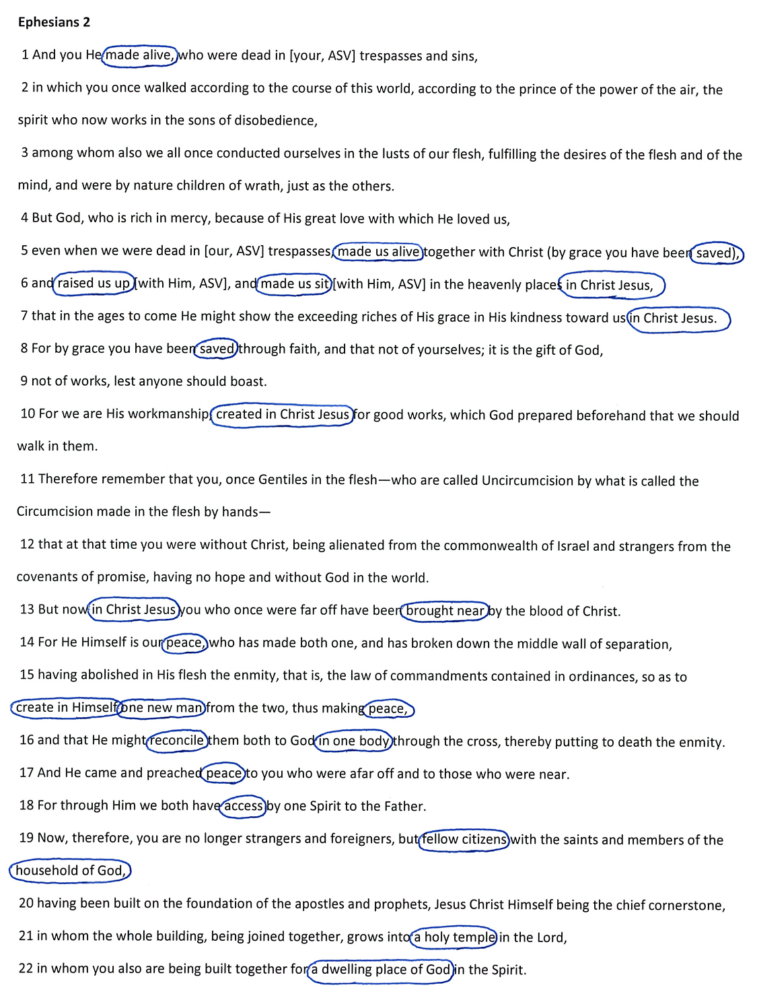 Ephesians 2
1 And you He made alive, who were dead in [your, ASV] trespasses and sins,
2 in which you once walked according to the course of this world, according to the prince of the power of the air, the
spirit who now works in the sons of disobedience,
3 among whom also we all once conducted ourselves in the lusts of our flesh, fulfilling the desires of the flesh and of the
mind, and were by nature children of wrath, just as the others.
4 But God, who is rich in mercy, because of His great love with which He loved us,
5 even when we were dead in [our, ASV] trespasses, made us alive together with Christ (by grace you have been saved),
6 and raised us up [with Him, ASV], and made us sit [with Him, ASV] in the heavenly places in Christ Jesus,
7 that in the ages to come He might show the exceeding riches of His grace in His kindness toward us in Christ Jesus.
8 For by grace you have been saved through faith, and that not of yourselves; it is the gift of God,
9 not of works, lest anyone should boast.
10 For we are His workmanship, created in Christ Jesus for good works, which God prepared beforehand that we should
walk in them.
11 Therefore remember that you, once Gentiles in the flesh—who are called Uncircumcision by what is called the
Circumcision made in the flesh by hands—
12 that at that time you were without Christ, being alienated from the commonwealth of Israel and strangers from the
covenants of promise, having no hope and without God in the world.
13 But now in Christ Jesus you who once were far off have been brought near by the blood of Christ.
14 For He Himself is our peace, who has made both one, and has broken down the middle wall of separation,
15 having abolished in His flesh the enmity, that is, the law of commandments contained in ordinances, so as to
create in Himself one new man from the two, thus making peace,
16 and that He might reconcile them both to God in one body through the cross, thereby putting to death the enmity.
17 And He came and preached peace to you who were afar off and to those who were near.
18 For through Him we both have access by one Spirit to the Father.
19 Now, therefore, you are no longer strangers and foreigners, but fellow citizens with the saints and members of the
household of God,
20 having been built on the foundation of the apostles and prophets, Jesus Christ Himself being the chief cornerstone,
21 in whom the whole building, being joined together, grows into a holy temple in the Lord,
22 in whom you also are being built together for a dwelling place of God in the Spirit.